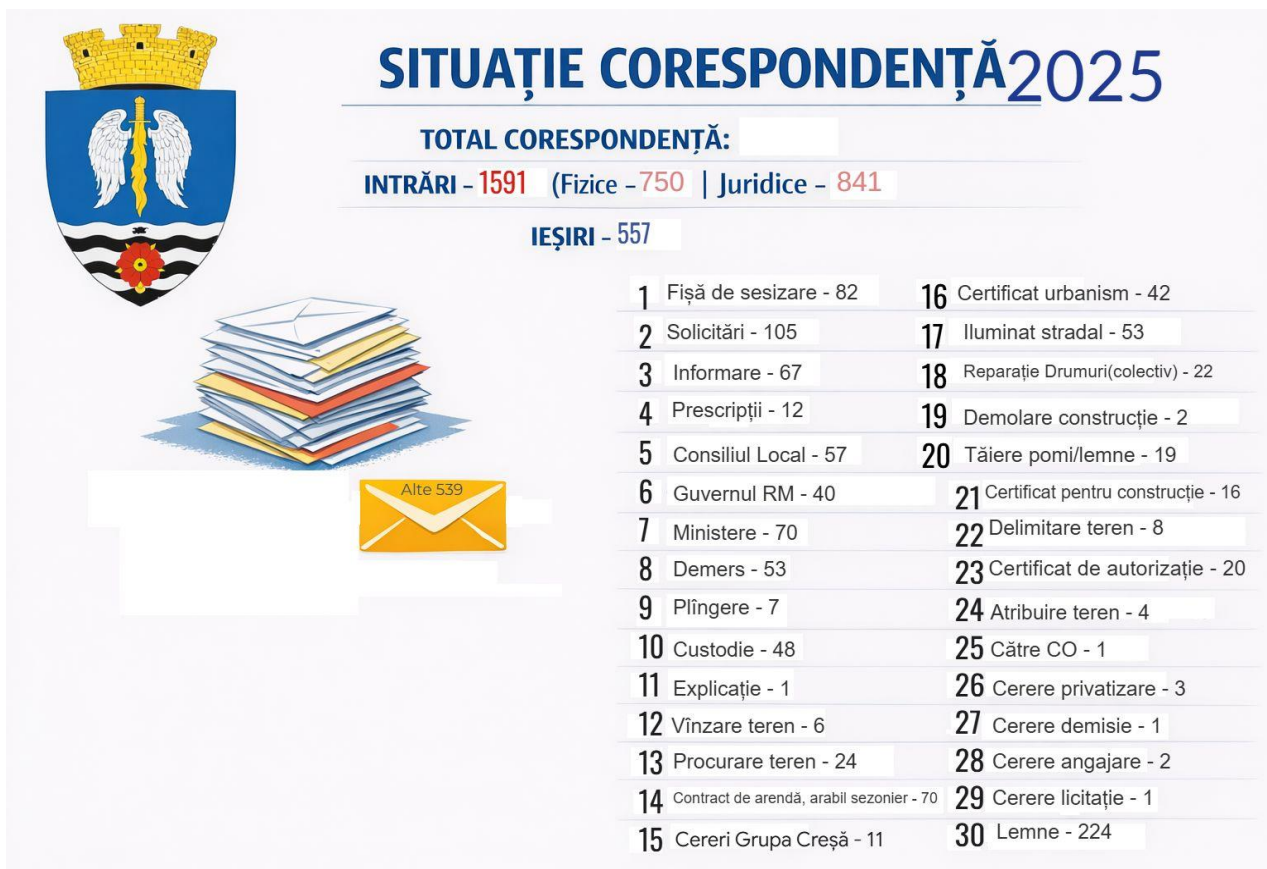 SITUAȚIE CORESPONDENȚĂ 2025
TOTAL CORESPONDENȚĂ:
INTRĂRI - 1591 (Fizice - 750 | Juridice - 841
IEȘIRI - 557
1 Fișă de sesizare - 82
2 Solicitări - 105
3 Informare - 67
4 Prescripții - 12
5 Consiliul Local - 57
6 Guvernul RM - 40
7 Ministere - 70
8 Demers - 53
9 Plîngere - 7
10 Custodie - 48
11 Explicație - 1
12 Vînzare teren - 6
13 Procurare teren - 24
14 Contract de arendă, arabil sezonier - 70
15 Cereri Grupa Creșă - 11
16 Certificat urbanism - 42
17 Iluminat stradal - 53
18 Reparație Drumuri(colectiv) - 22
19 Demolare construcție - 2
20 Tăiere pomi/lemne - 19
21 Certificat pentru construcție - 16
22 Delimitare teren - 8
23 Certificat de autorizație - 20
24 Atribuire teren - 4
25 Către CO - 1
26 Cerere privatizare - 3
27 Cerere demisie - 1
28 Cerere angajare - 2
29 Cerere licitație - 1
30 Lemne - 224
Alte 539